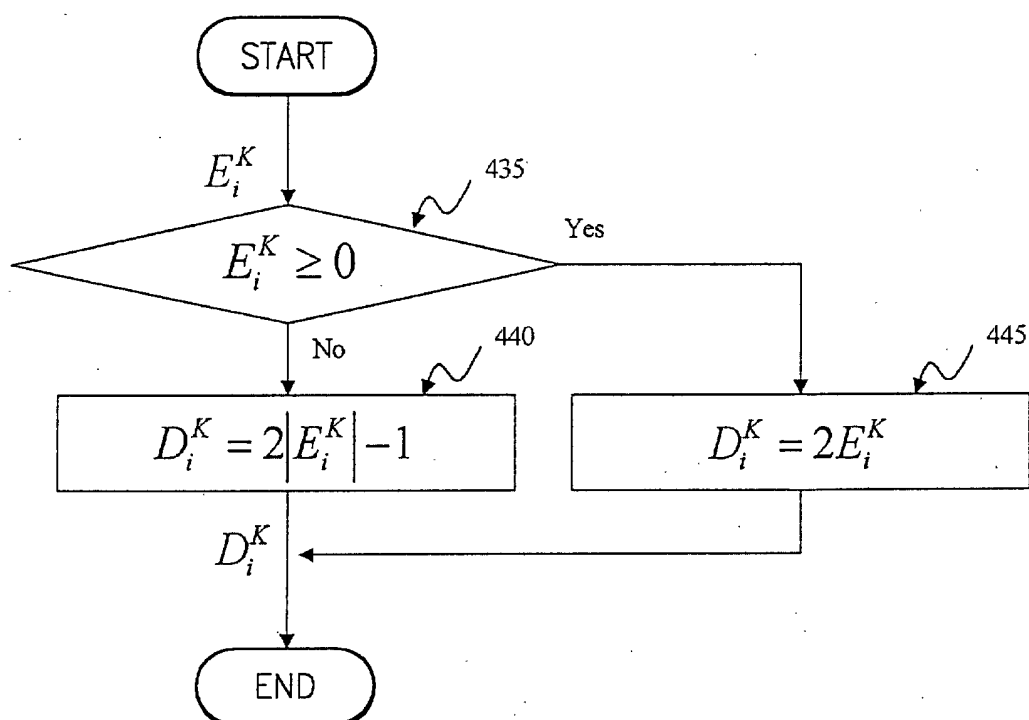 START
E_i^K
435
E_i^K ≥ 0
Yes
No
440
445
D_i^K = 2|E_i^K| − 1
D_i^K = 2E_i^K
D_i^K
END